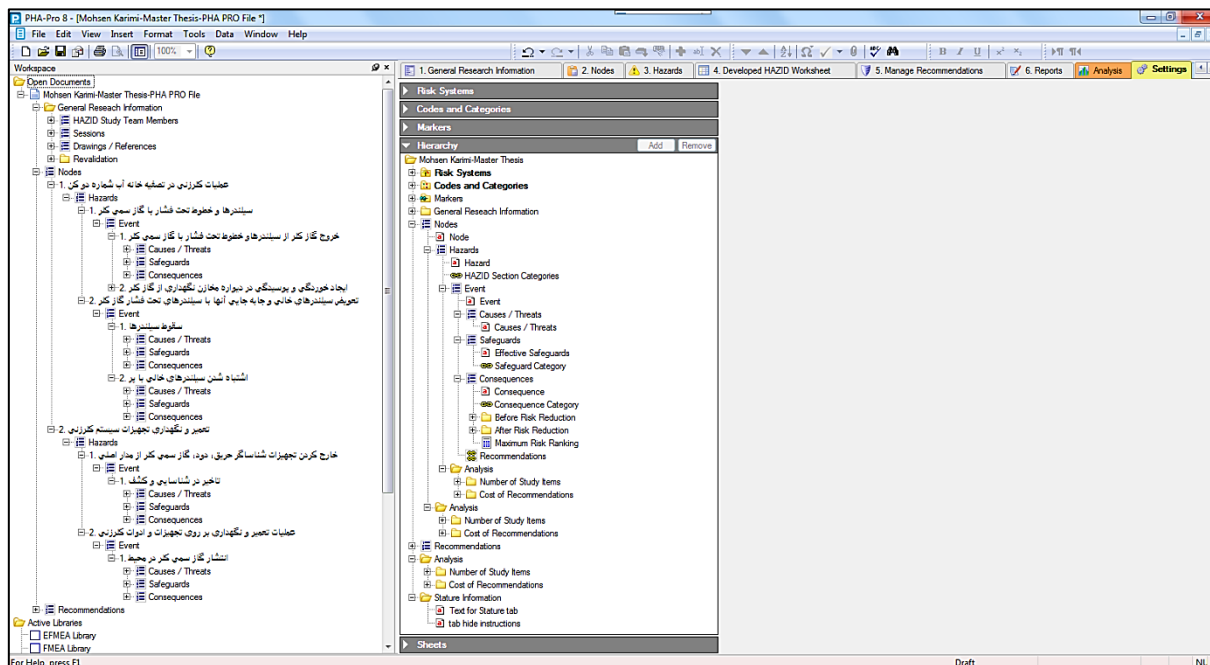 PHA-Pro 8 - [Mohsen Karimi-Master Thesis-PHA PRO File *]
File Edit View Insert Format Tools Data Window Help
100%
Workspace
Open Documents
Mohsen Karimi-Master Thesis-PHA PRO File
General Reseach Information
HAZID Study Team Members
Sessions
Drawings / References
Revalidation
Nodes
1. عملیات کلرزنی در تصفیه خانه آب شماره دو کن
Hazards
1. سیلندرها و خطوط تحت فشار با گاز سمی کلر
Event
1. خروج گاز کلر از سیلندرهاو خطوط تحت فشار با گاز سمی کلر
Causes / Threats
Safeguards
Consequences
2. ایجاد خوردگی و پوسیدگی در دیواره مخازن نگهداری از گاز کلر
2. تعویض سیلندرهای خالی و جابه جایی آنها با سیلندرهای تحت فشار گاز کلر
Event
1. سقوط سیلندرها
Causes / Threats
Safeguards
Consequences
2. اشتباه شدن سیلندرهای خالی با پر
Causes / Threats
Safeguards
Consequences
2. تعمیر و نگهداری تجهیزات سیستم کلرزنی
Hazards
1. خارج کردن تجهیزات شناساگر حریق، دود، گاز سمی کلر از مدار اصلی
Event
1. تاخیر در شناسایی و کشف
Causes / Threats
Safeguards
Consequences
2. عملیات تعمیر و نگهداری بر روی تجهیزات و ادوات کلرزنی
Event
1. انتشار گاز سمی کلر در محیط
Causes / Threats
Safeguards
Consequences
Recommendations
Active Libraries
EFMEA Library
FMEA Library
1. General Research Information 2. Nodes 3. Hazards 4. Developed HAZID Worksheet 5. Manage Recommendations 6. Reports Analysis Settings
Risk Systems
Codes and Categories
Markers
Hierarchy Add Remove
Mohsen Karimi-Master Thesis
Risk Systems
Codes and Categories
Markers
General Reseach Information
Nodes
Node
Hazards
Hazard
HAZID Section Categories
Event
Event
Causes / Threats
Causes / Threats
Safeguards
Effective Safeguards
Safeguard Category
Consequences
Consequence
Consequence Category
Before Risk Reduction
After Risk Reduction
Maximum Risk Ranking
Recommendations
Analysis
Number of Study Items
Cost of Recommendations
Analysis
Number of Study Items
Cost of Recommendations
Recommendations
Analysis
Number of Study Items
Cost of Recommendations
Stature Information
Text for Stature tab
tab hide instructions
Sheets
For Help, press F1 Draft